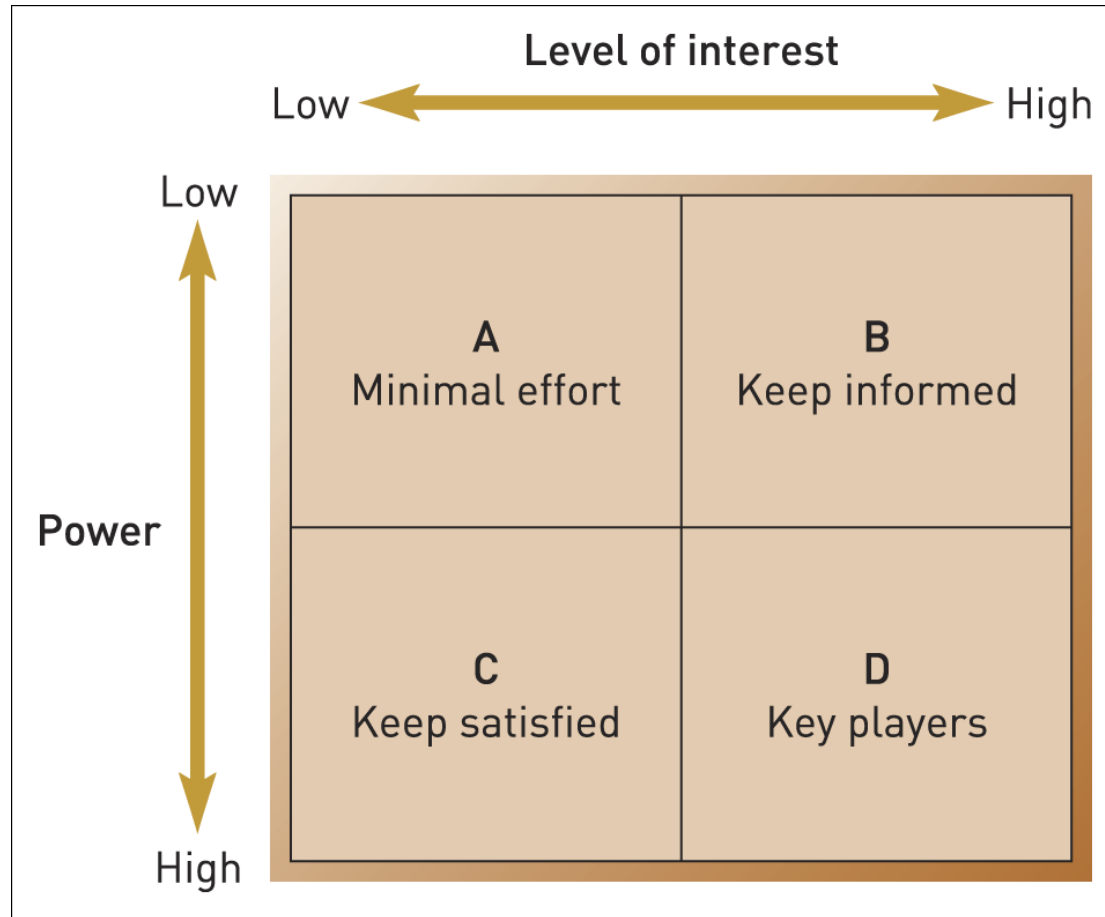 Level of interest
Low
High
Low
A
Minimal effort
B
Keep informed
Power
C
Keep satisfied
D
Key players
High